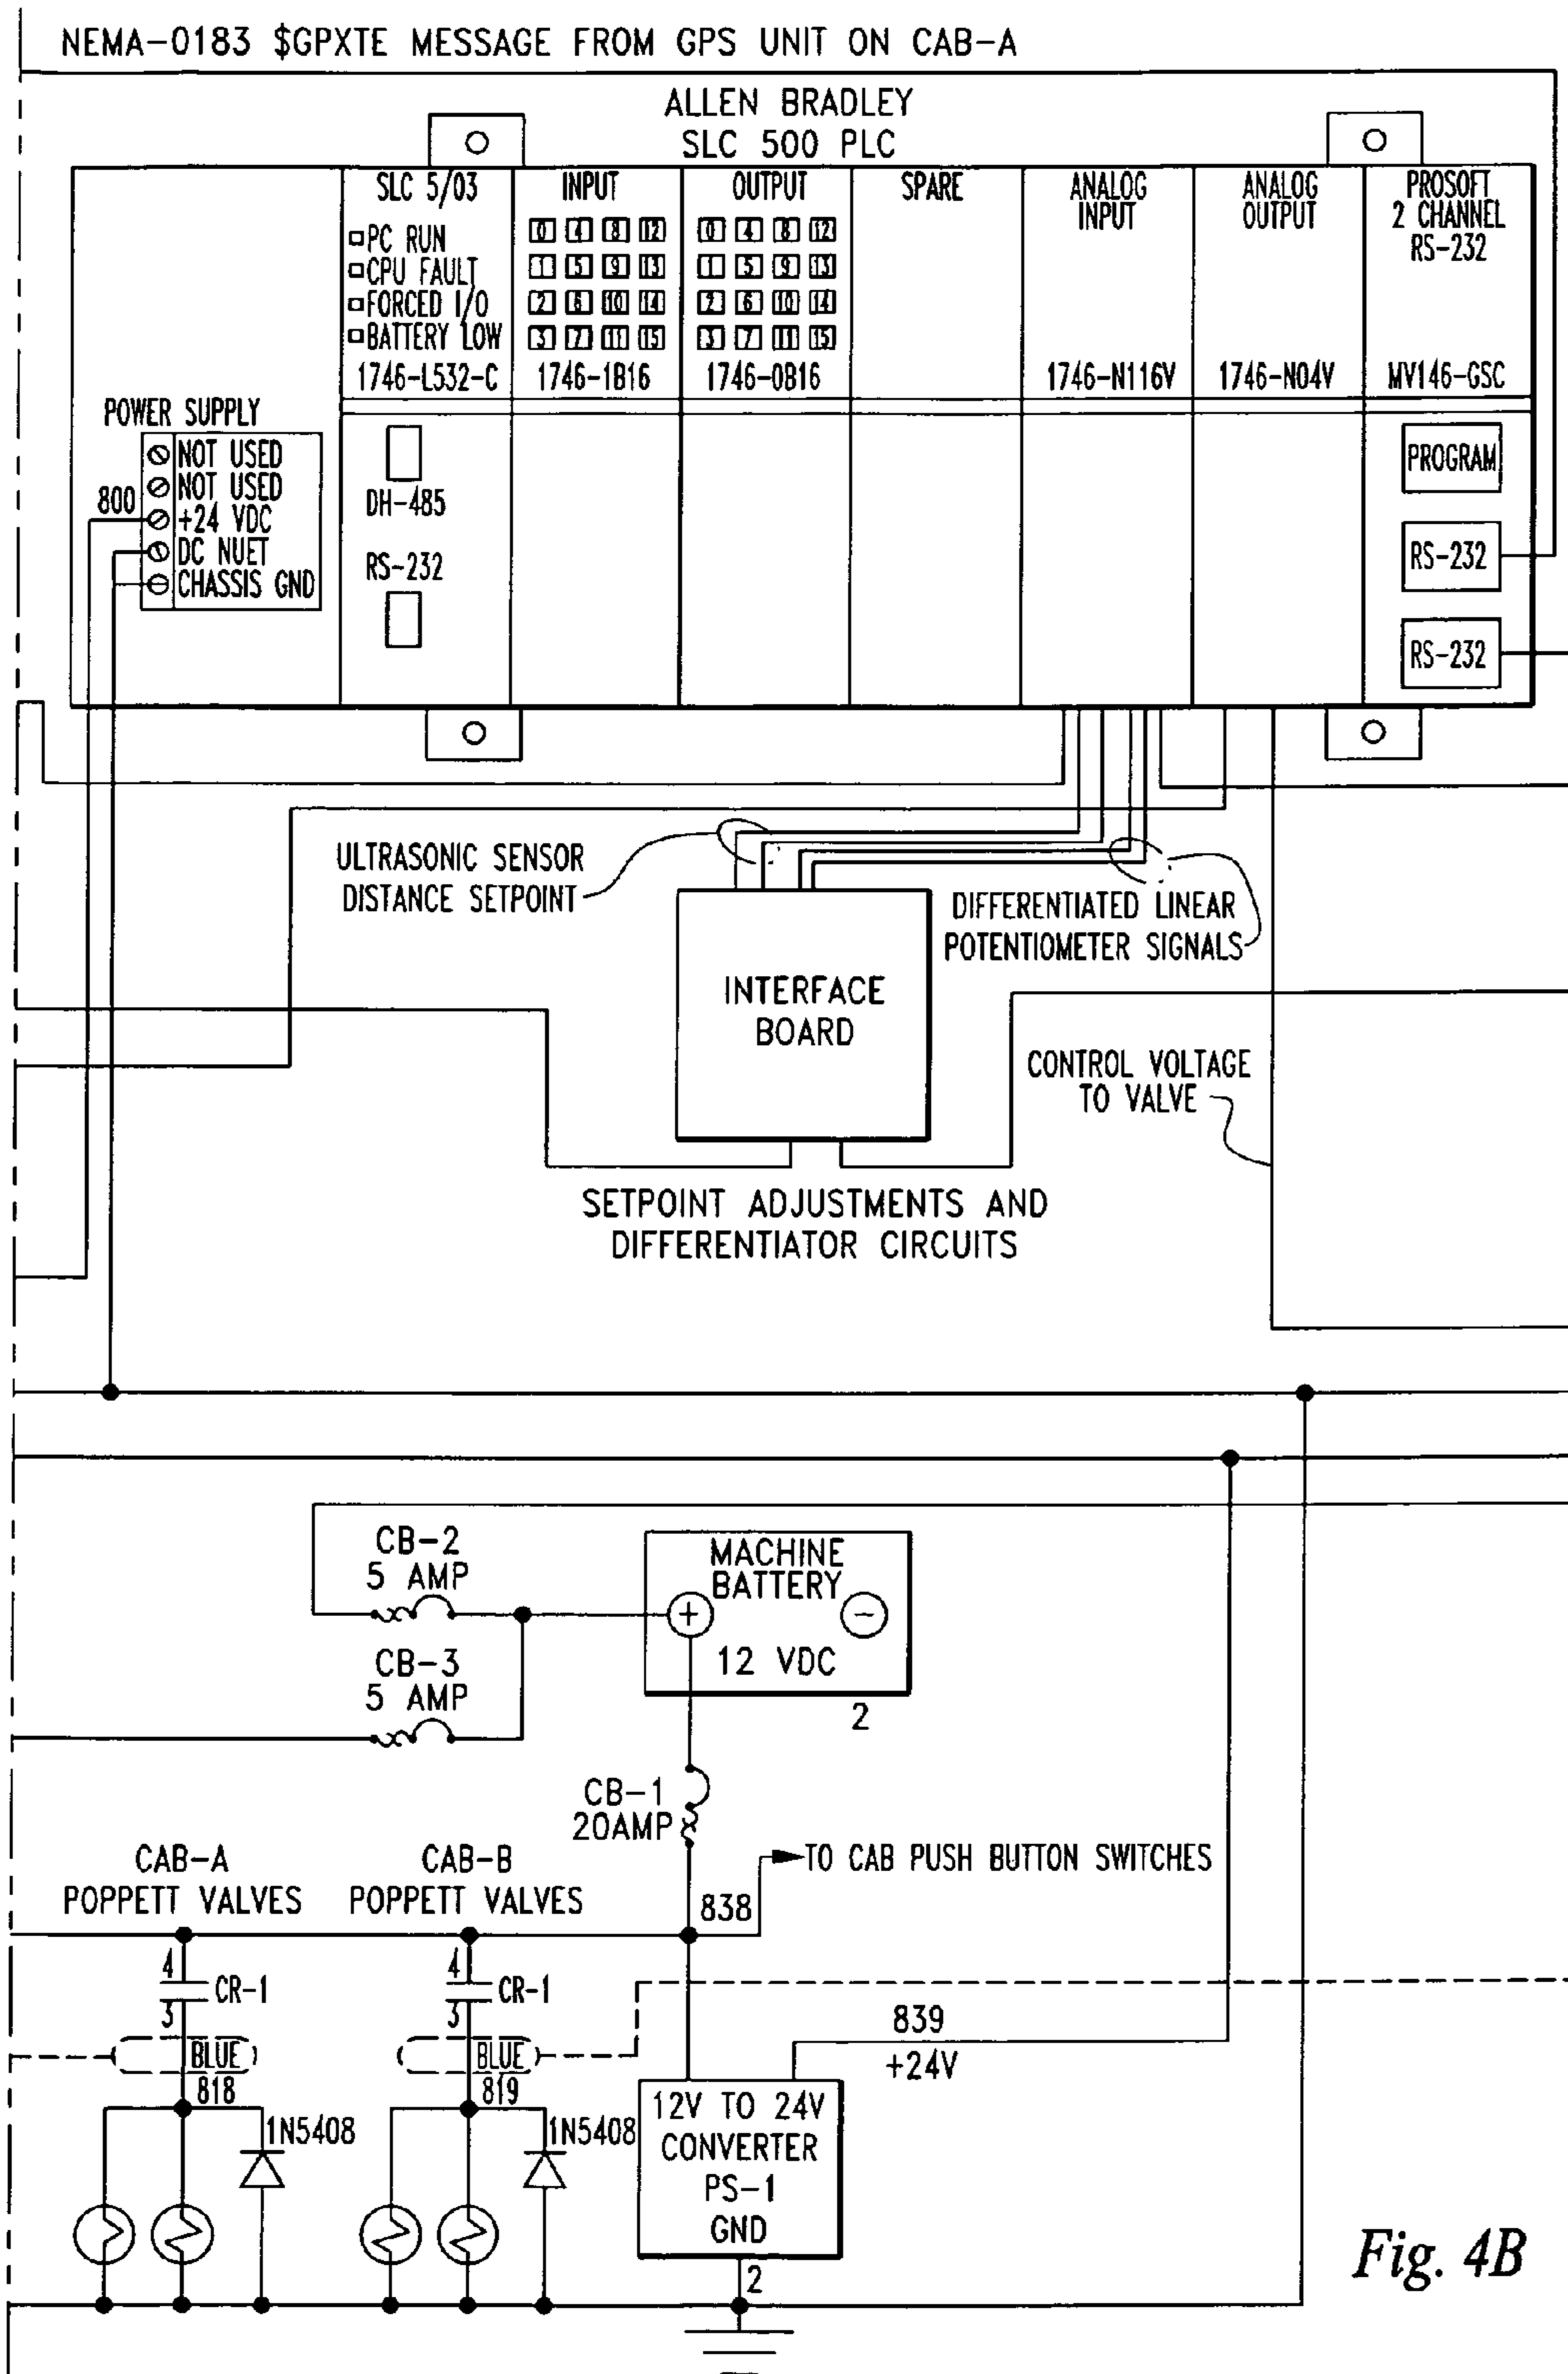 NEMA-0183 $GPXTE MESSAGE FROM GPS UNIT ON CAB-A
ALLEN BRADLEY
SLC 500 PLC
SLC 5/03
PC RUN
CPU FAULT
FORCED I/O
BATTERY LOW
1746-L532-C
INPUT
0 4 8 12
1 5 9 13
2 6 10 14
3 7 11 15
1746-1B16
OUTPUT
0 4 8 12
1 5 9 13
2 6 10 14
3 7 11 15
1746-0B16
SPARE
ANALOG
INPUT
1746-N116V
ANALOG
OUTPUT
1746-N04V
PROSOFT
2 CHANNEL
RS-232
MV146-GSC
POWER SUPPLY
NOT USED
NOT USED
800
+24 VDC
DC NUET
CHASSIS GND
DH-485
RS-232
PROGRAM
RS-232
RS-232
ULTRASONIC SENSOR
DISTANCE SETPOINT
DIFFERENTIATED LINEAR
POTENTIOMETER SIGNALS
INTERFACE
BOARD
CONTROL VOLTAGE
TO VALVE
SETPOINT ADJUSTMENTS AND
DIFFERENTIATOR CIRCUITS
CB-2
5 AMP
MACHINE
BATTERY
+ −
12 VDC
2
CB-3
5 AMP
CB-1
20AMP
TO CAB PUSH BUTTON SWITCHES
838
CAB-A
POPPETT VALVES
CAB-B
POPPETT VALVES
4
CR-1
3
BLUE
818
1N5408
4
CR-1
3
BLUE
819
1N5408
839
+24V
12V TO 24V
CONVERTER
PS-1
GND
2
Fig. 4B